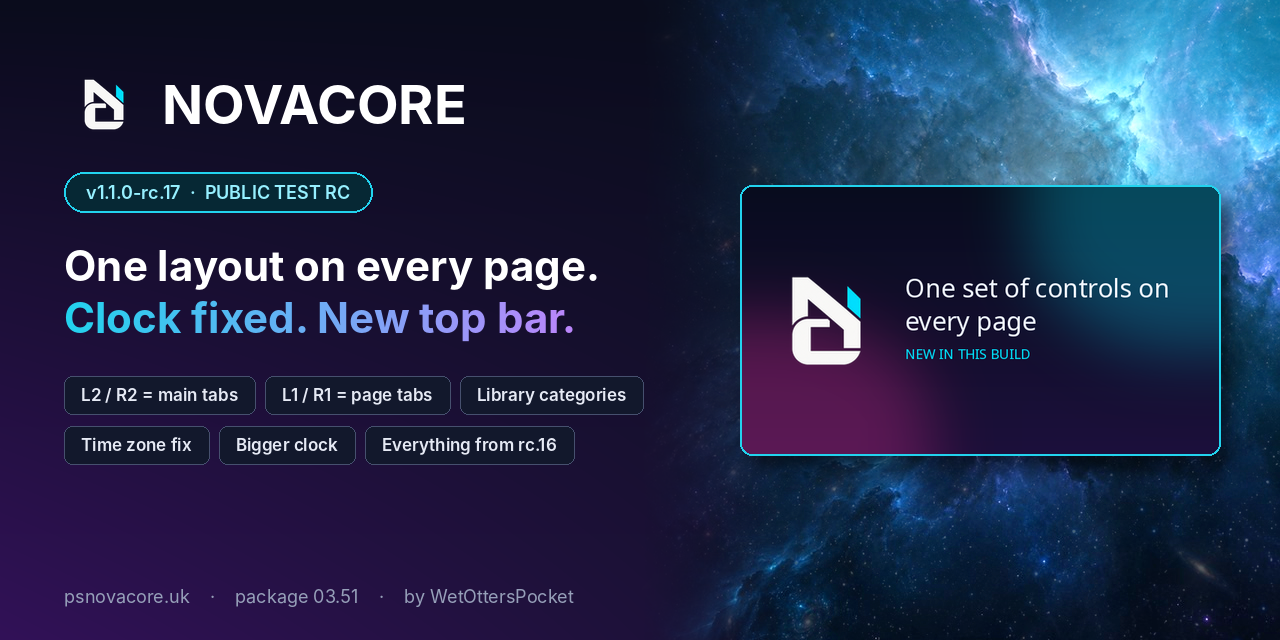 NOVACORE
v1.1.0-rc.17 · PUBLIC TEST RC
One layout on every page.
Clock fixed. New top bar.
L2 / R2 = main tabs
L1 / R1 = page tabs
Library categories
Time zone fix
Bigger clock
Everything from rc.16
One set of controls on
every page
NEW IN THIS BUILD
psnovacore.uk · package 03.51 · by WetOttersPocket